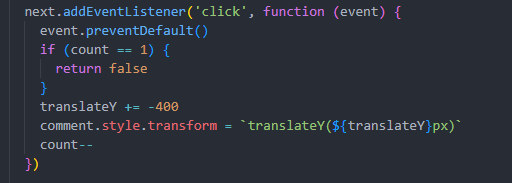 next.addEventListener('click', function (event) {
  event.preventDefault()
  if (count == 1) {
    return false
  }
  translateY += -400
  comment.style.transform = `translateY(${translateY}px)`
  count--
})